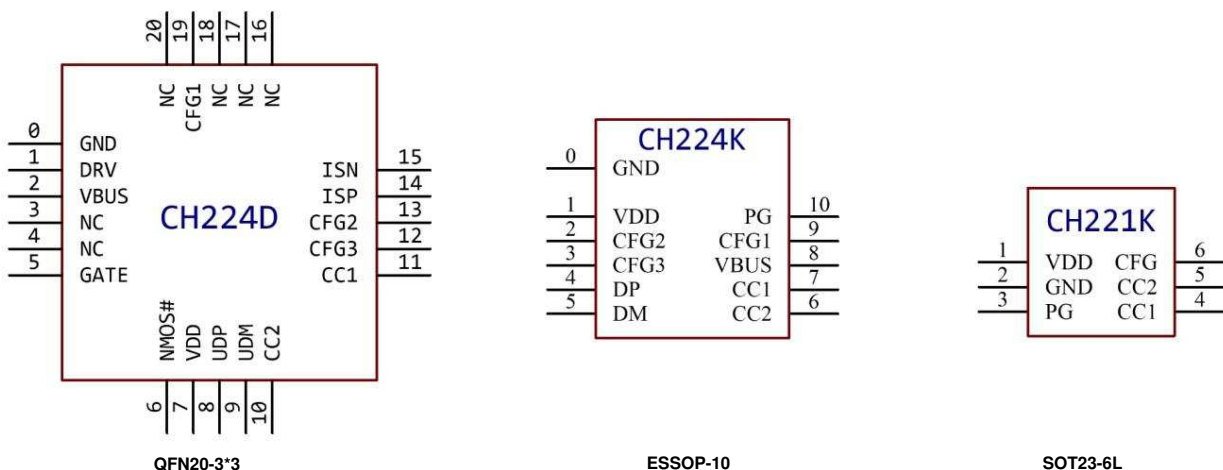 20
19
18
17
16
NC
CFG1
NC
NC
NC
0 GND
1 DRV
2 VBUS
3 NC
4 NC
5 GATE
CH224D
ISN 15
ISP 14
CFG2 13
CFG3 12
CC1 11
NMOS#
VDD
UDP
UDM
CC2
6
7
8
9
10
QFN20-3*3
CH224K
0 GND
1 VDD
2 CFG2
3 CFG3
4 DP
5 DM
PG 10
CFG1 9
VBUS 8
CC1 7
CC2 6
ESSOP-10
CH221K
1 VDD
2 GND
3 PG
CFG 6
CC2 5
CC1 4
SOT23-6L